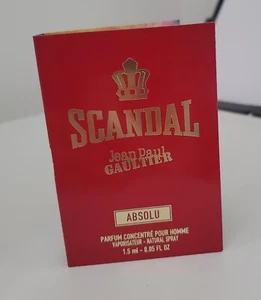 SCANDAL
Jean Paul
GAULTIER
ABSOLU
PARFUM CONCENTRÉ POUR HOMME
VAPORISATEUR - NATURAL SPRAY
1.5 ml - 0.05 FL OZ